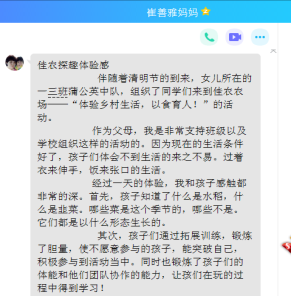 崔善雅妈妈
佳农探趣体验感
伴随着清明节的到来，女儿所在的
一三班蒲公英中队，组织了同学们来到佳农农
场——“体验乡村生活，以食育人！”的活
动。
作为父母，我是非常支持班级以及
学校组织这样的活动的。因为现在的生活条件
好了，孩子们体会不到生活的来之不易。过着
衣来伸手，饭来张口的生活。
经过一天的体验，我和孩子感触都
非常的深。首先，孩子知道了什么是水稻，什
么是韭菜。哪些菜是这个季节的，哪些不是。
它们都是以什么形态生长的。
其次，孩子们通过拓展训练，锻炼
了胆量，使不愿意参与的孩子，能突破自己，
积极参与到活动当中。同时也锻炼了孩子们的
体能和他们团队协作的能力，让孩子在玩的过
程中得到学习！